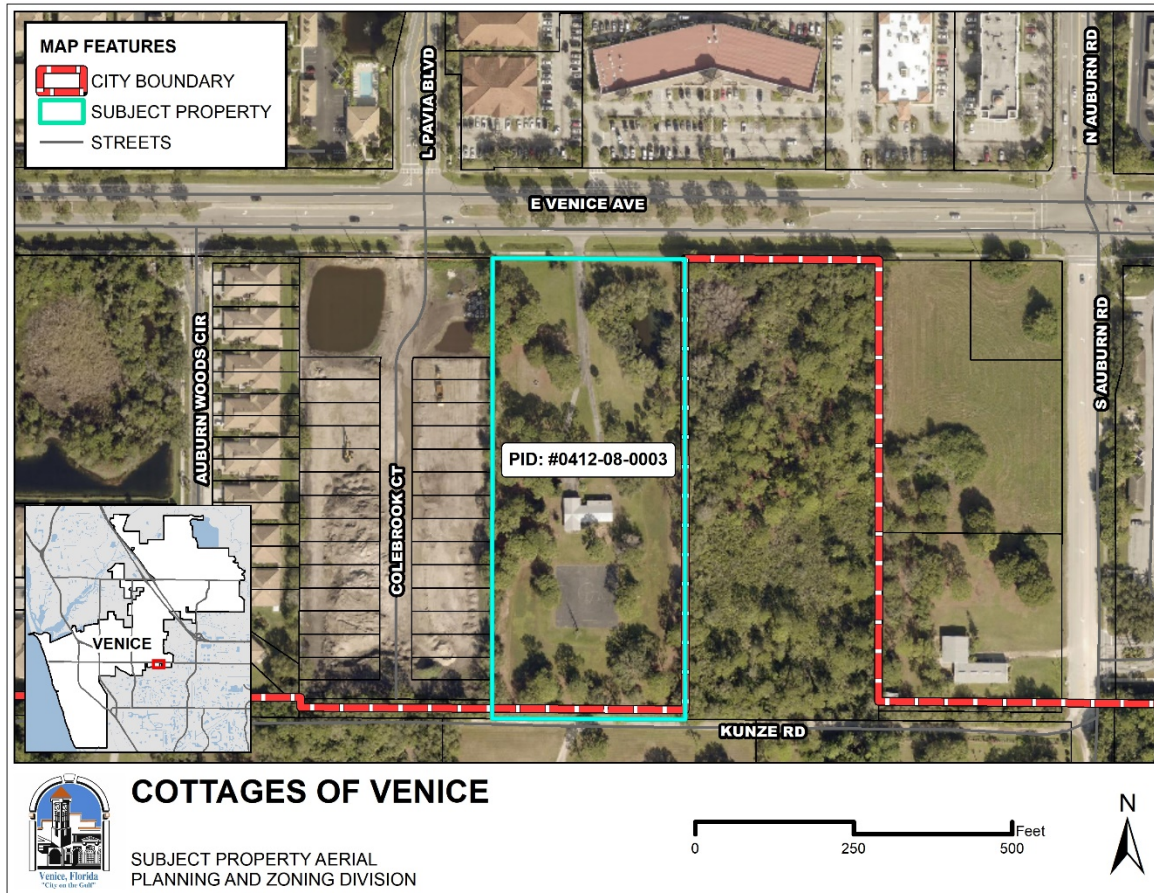 MAP FEATURES
CITY BOUNDARY
SUBJECT PROPERTY
STREETS
L PAVIA BLVD
N AUBURN RD
E VENICE AVE
AUBURN WOODS CIR
S AUBURN RD
PID: #0412-08-0003
COLEBROOK CT
VENICE
KUNZE RD
COTTAGES OF VENICE
SUBJECT PROPERTY AERIAL
PLANNING AND ZONING DIVISION
Venice, Florida
"City on the Gulf"
Feet
0 250 500
N